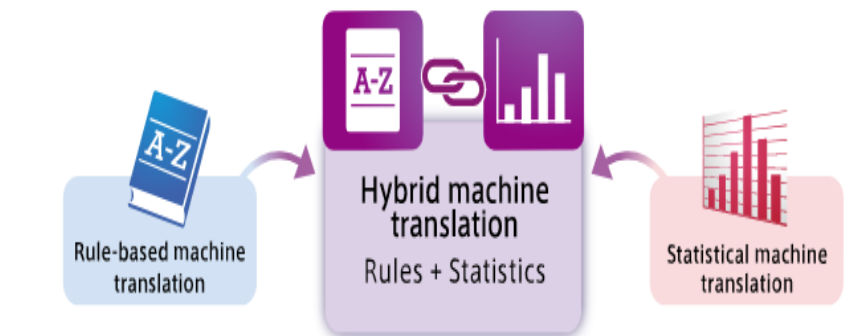 A-Z
A-Z
Hybrid machine
translation
Rules + Statistics
Rule-based machine
translation
Statistical machine
translation